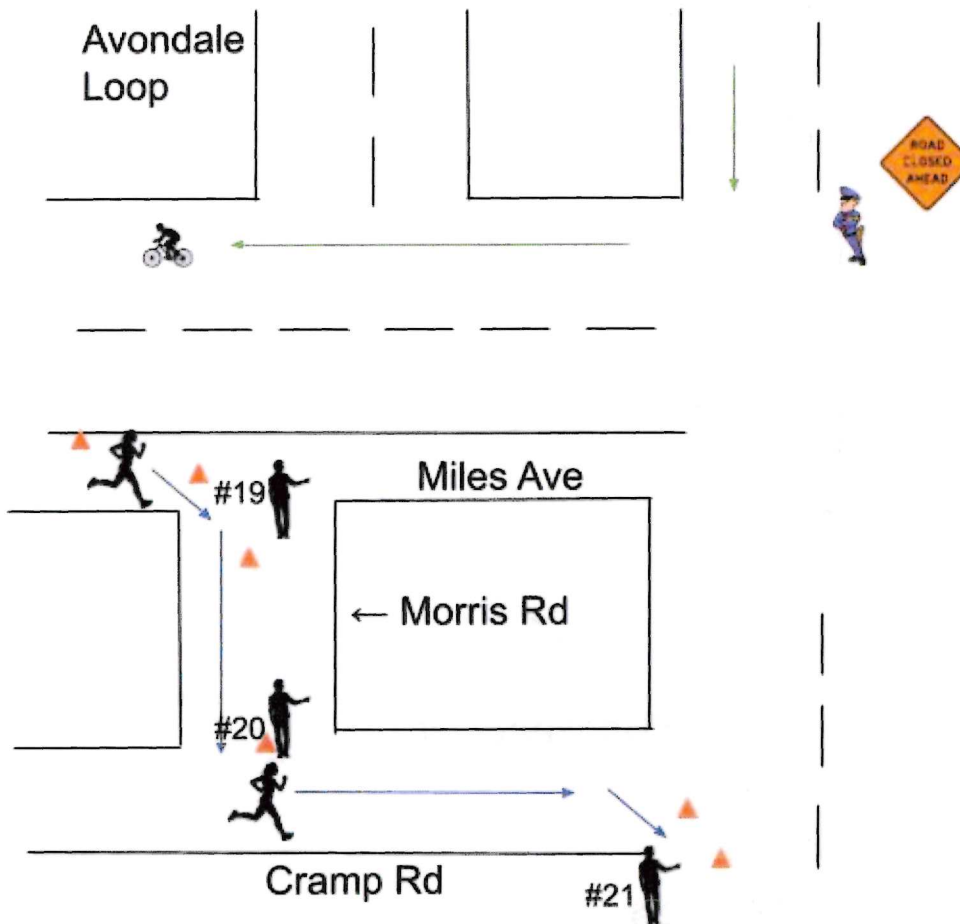 Avondale
Loop
ROAD
CLOSED
AHEAD
Miles Ave
#19
← Morris Rd
#20
Cramp Rd
#21